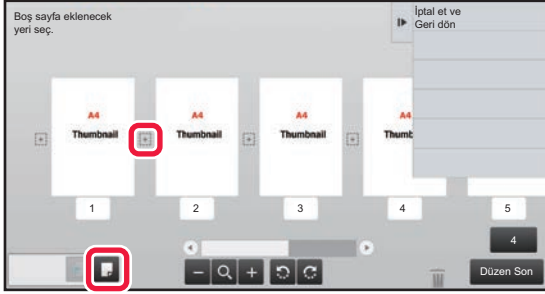 Boş sayfa eklenecek
yeri seç.
İptal et ve
Geri dön
A4
Thumbnail
A4
Thumbnail
A4
Thumbnail
A4
Thumb
1
2
3
4
5
4
Düzen Son